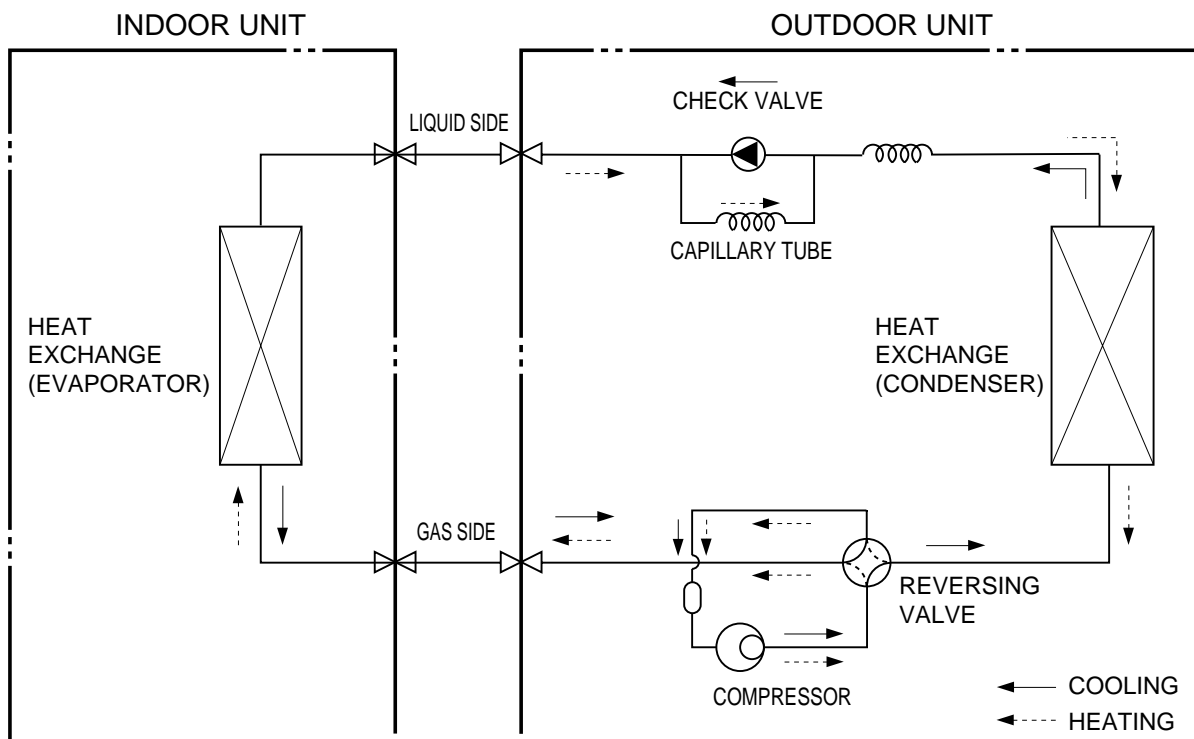 INDOOR UNIT
OUTDOOR UNIT
CHECK VALVE
LIQUID SIDE
CAPILLARY TUBE
HEAT
EXCHANGE
(EVAPORATOR)
HEAT
EXCHANGE
(CONDENSER)
GAS SIDE
REVERSING
VALVE
COMPRESSOR
COOLING
HEATING